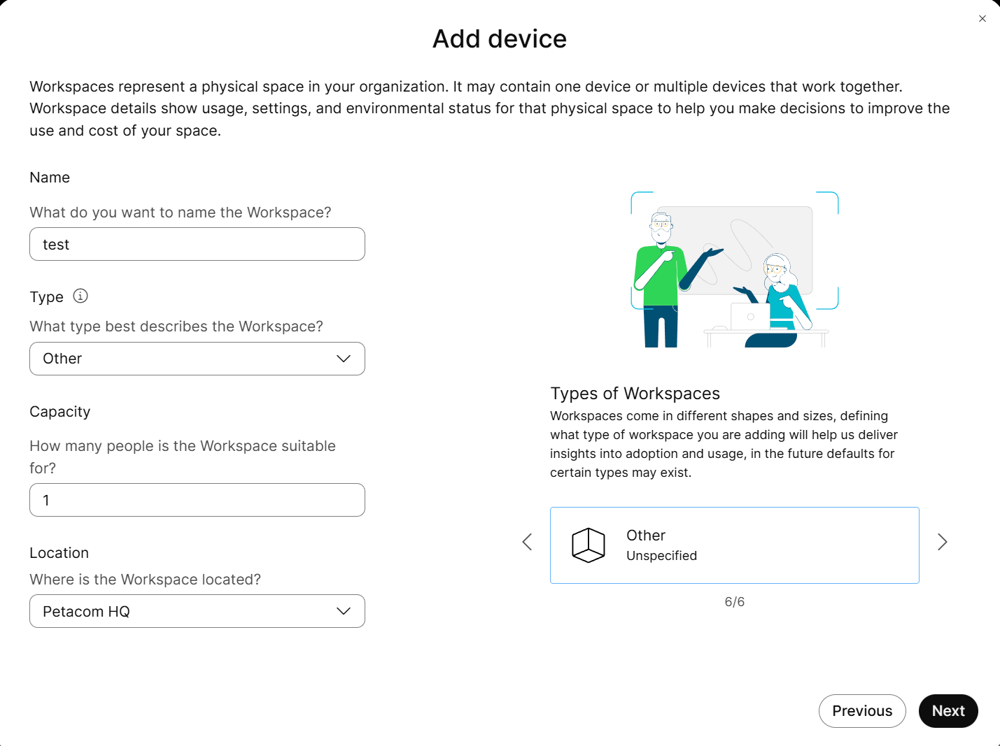 Add device
Workspaces represent a physical space in your organization. It may contain one device or multiple devices that work together.
Workspace details show usage, settings, and environmental status for that physical space to help you make decisions to improve the
use and cost of your space.
Name
What do you want to name the Workspace?
test
Type
What type best describes the Workspace?
Other
Capacity
How many people is the Workspace suitable
for?
1
Location
Where is the Workspace located?
Petacom HQ
Types of Workspaces
Workspaces come in different shapes and sizes, defining
what type of workspace you are adding will help us deliver
insights into adoption and usage, in the future defaults for
certain types may exist.
Other
Unspecified
6/6
Previous
Next